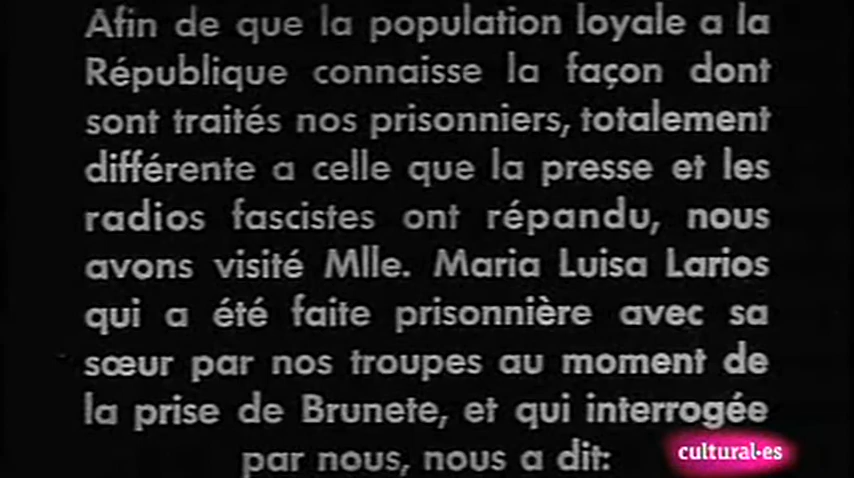 Afin de que la population loyale a la
République connaisse la façon dont
sont traités nos prisonniers, totalement
différente a celle que la presse et les
radios fascistes ont répandu, nous
avons visité Mlle. Maria Luisa Larios
qui a été faite prisonnière avec sa
sœur par nos troupes au moment de
la prise de Brunete, et qui interrogée
par nous, nous a dit:
cultural·es